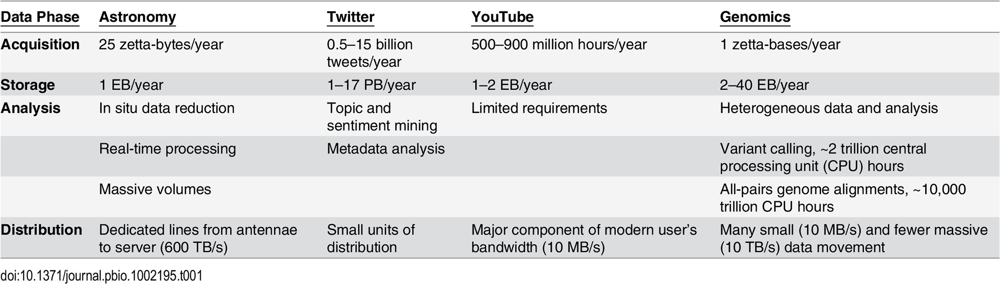 Data Phase Astronomy Twitter YouTube Genomics
Acquisition 25 zetta-bytes/year 0.5–15 billion 500–900 million hours/year 1 zetta-bases/year
tweets/year
Storage 1 EB/year 1–17 PB/year 1–2 EB/year 2–40 EB/year
Analysis In situ data reduction Topic and Limited requirements Heterogeneous data and analysis
sentiment mining
Real-time processing Metadata analysis Variant calling, ~2 trillion central
processing unit (CPU) hours
Massive volumes All-pairs genome alignments, ~10,000
trillion CPU hours
Distribution Dedicated lines from antennae Small units of Major component of modern user’s Many small (10 MB/s) and fewer massive
to server (600 TB/s) distribution bandwidth (10 MB/s) (10 TB/s) data movement
doi:10.1371/journal.pbio.1002195.t001